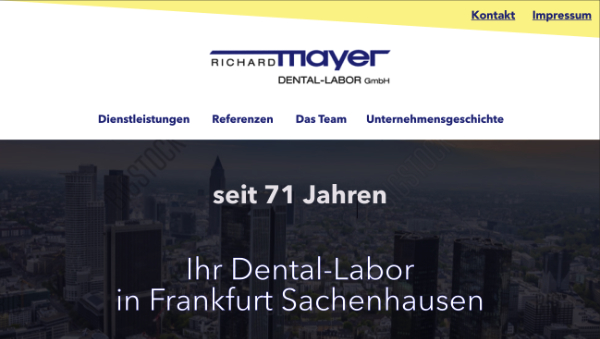 Kontakt Impressum
RICHARD mayer
DENTAL-LABOR GmbH
Dienstleistungen Referenzen Das Team Unternehmensgeschichte
seit 71 Jahren
Ihr Dental-Labor
in Frankfurt Sachenhausen